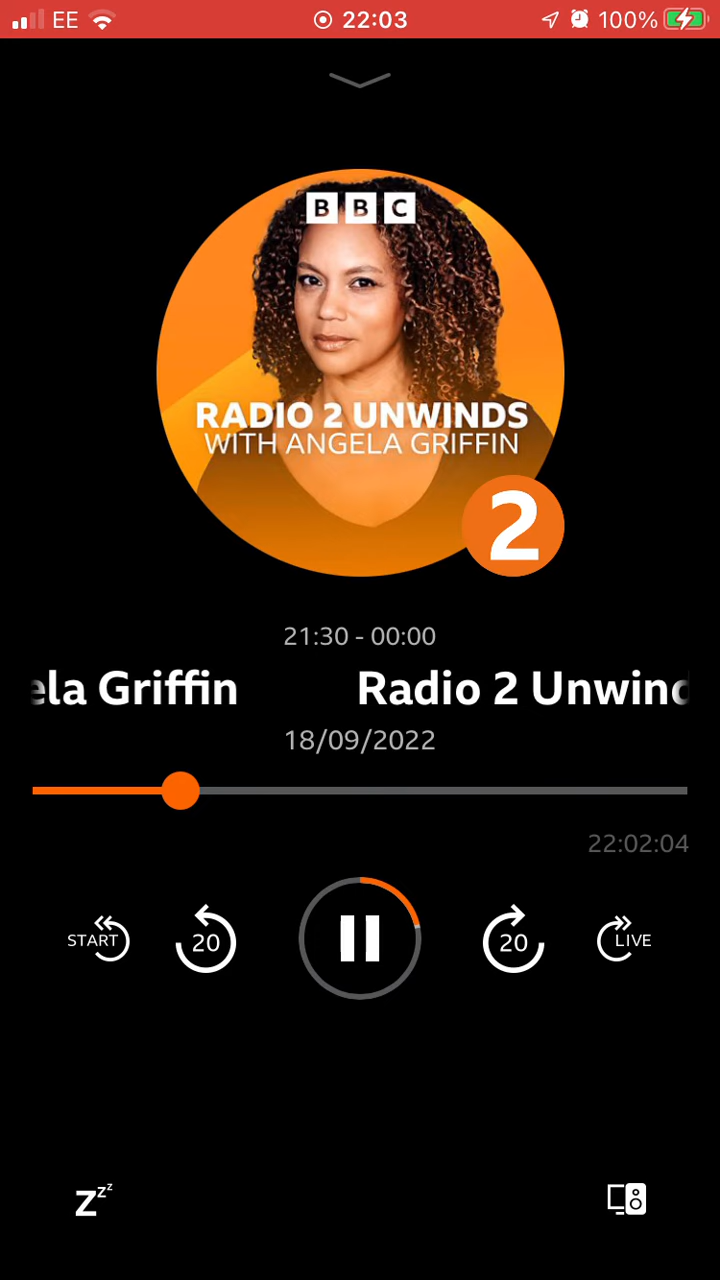 EE 22:03 100%
BBC
RADIO 2 UNWINDS
WITH ANGELA GRIFFIN
2
21:30 - 00:00
ela Griffin Radio 2 Unwind
18/09/2022
22:02:04
START 20 20 LIVE
Zzz